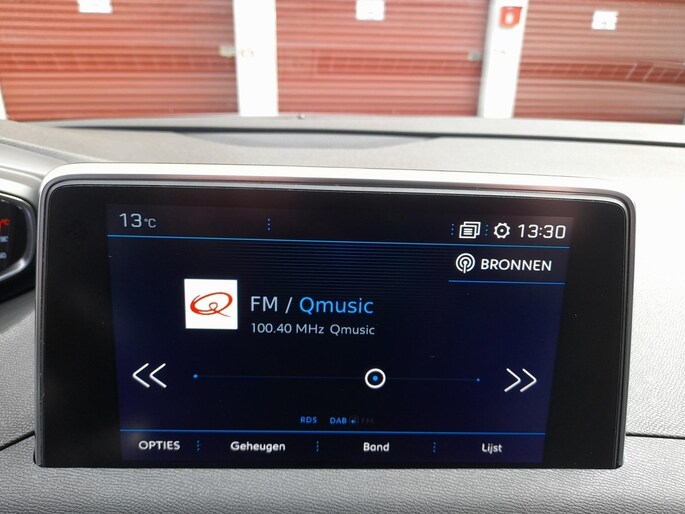 13°C
13:30
BRONNEN
FM / Qmusic
100.40 MHz Qmusic
RDS DAB FM
OPTIES Geheugen Band Lijst